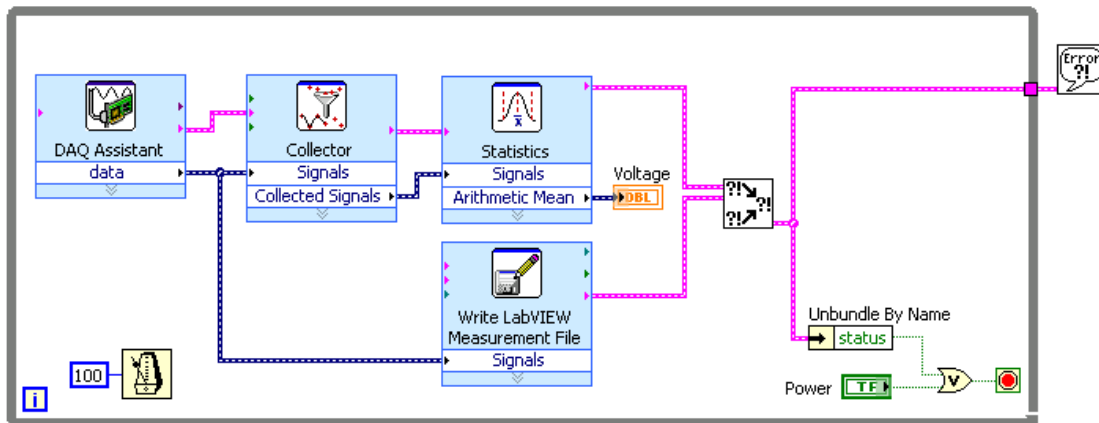 Error
?!
DAQ Assistant
data
Collector
Signals
Collected Signals
Statistics
Signals
Arithmetic Mean
Voltage
DBL
?!
?!
?!
Write LabVIEW
Measurement File
Signals
Unbundle By Name
status
100
i
Power
TF
V